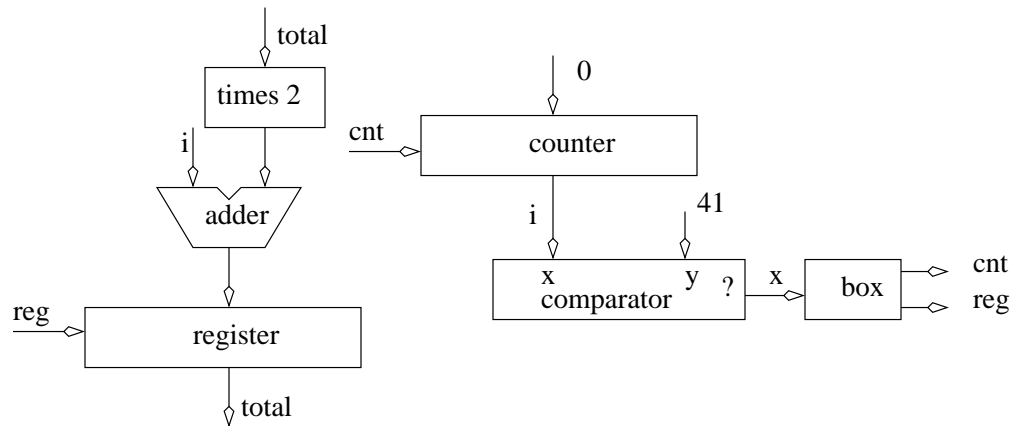 total
times 2
i
adder
reg
register
total
0
cnt
counter
i
41
x
y
?
comparator
x
box
cnt
reg